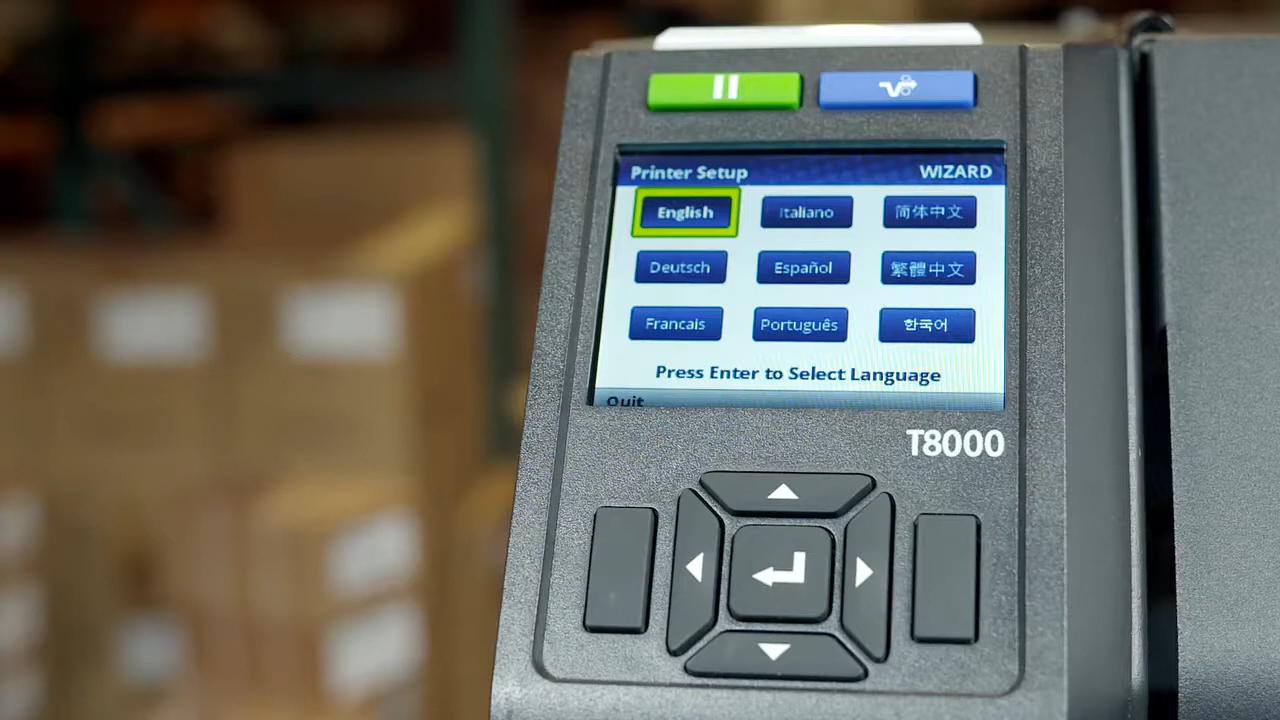 Printer Setup WIZARD
English Italiano 简体中文
Deutsch Español 繁體中文
Francais Português 한국어
Press Enter to Select Language
Quit
T8000